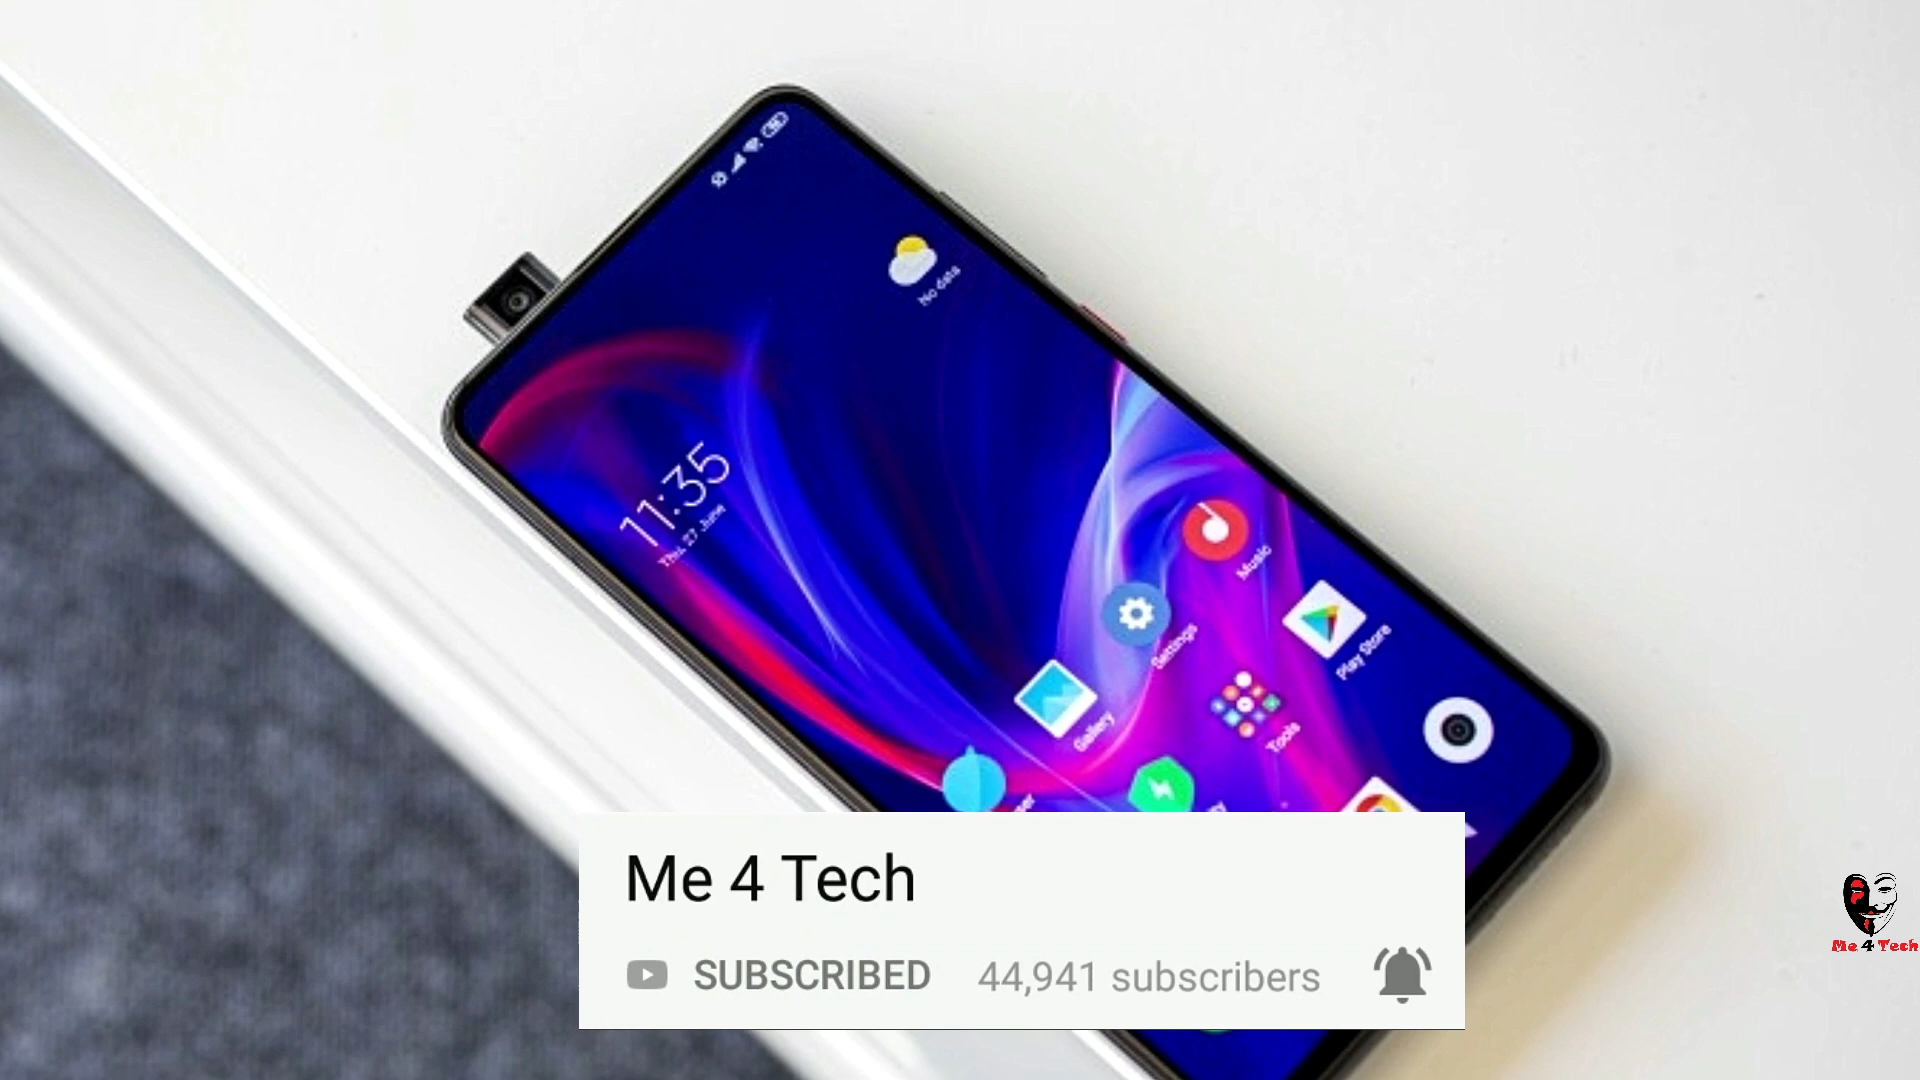 No data
11:35
Thu, 27 June
Music
Settings
Play Store
Gallery
Tools
Me 4 Tech
SUBSCRIBED 44,941 subscribers
Me 4 Tech